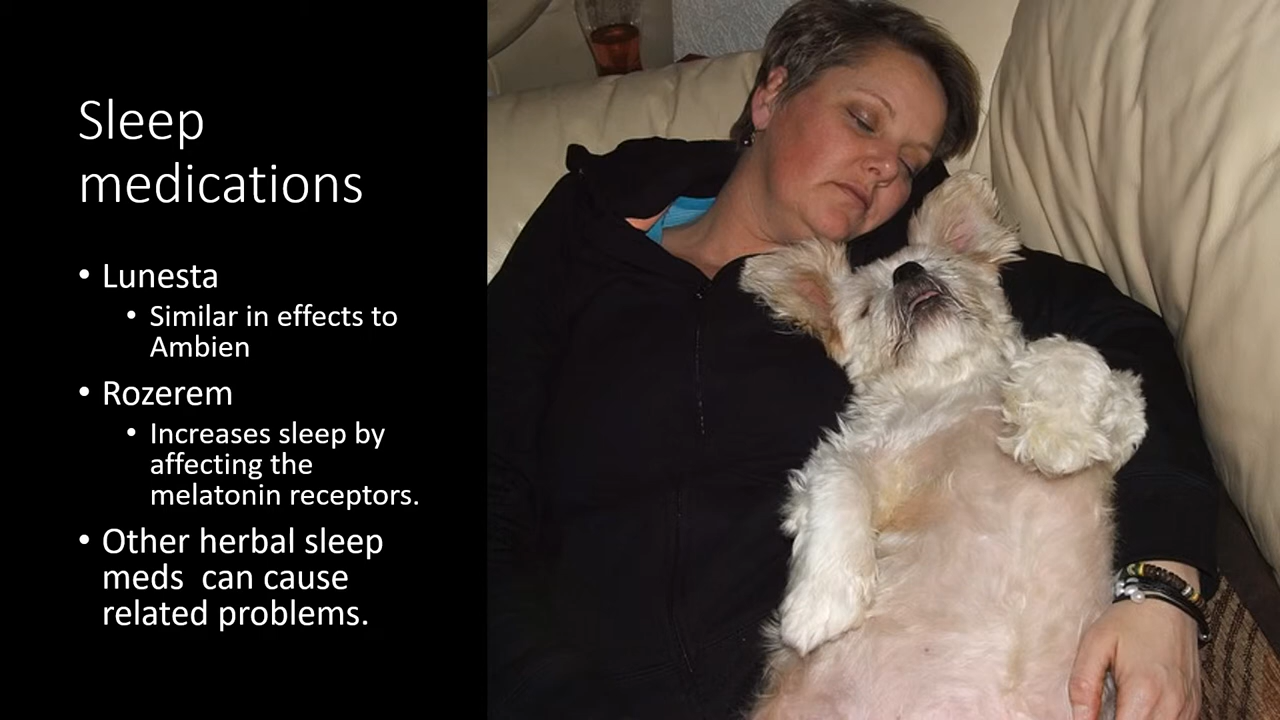 Sleep
medications
• Lunesta
• Similar in effects to
Ambien
• Rozerem
• Increases sleep by
affecting the
melatonin receptors.
• Other herbal sleep
meds  can cause
related problems.